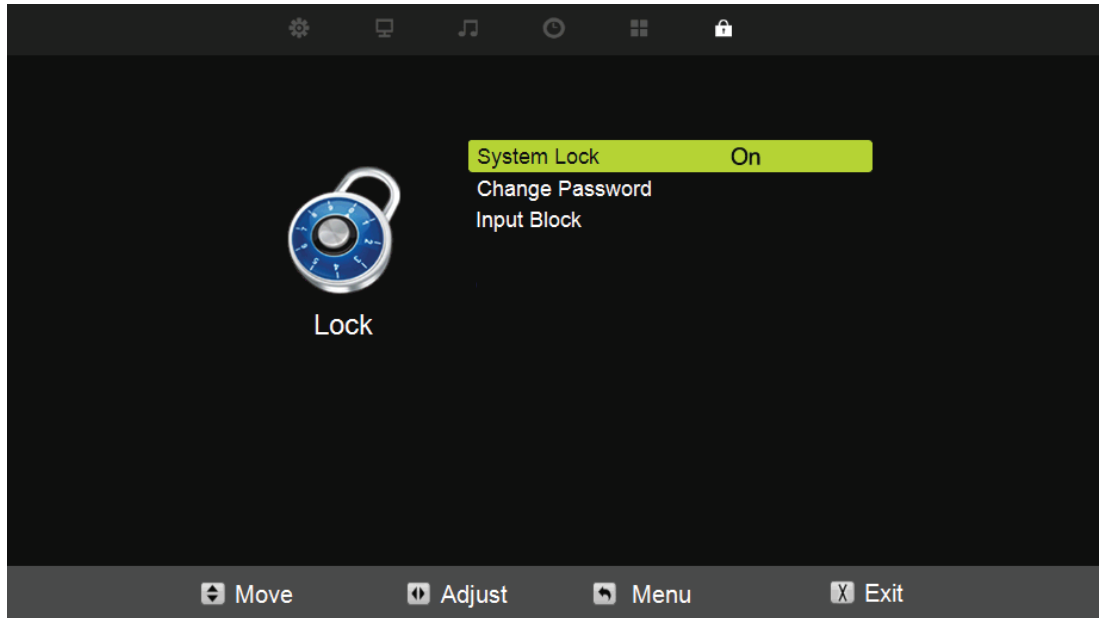 System Lock On
Change Password
Input Block
Lock
Move Adjust Menu X Exit